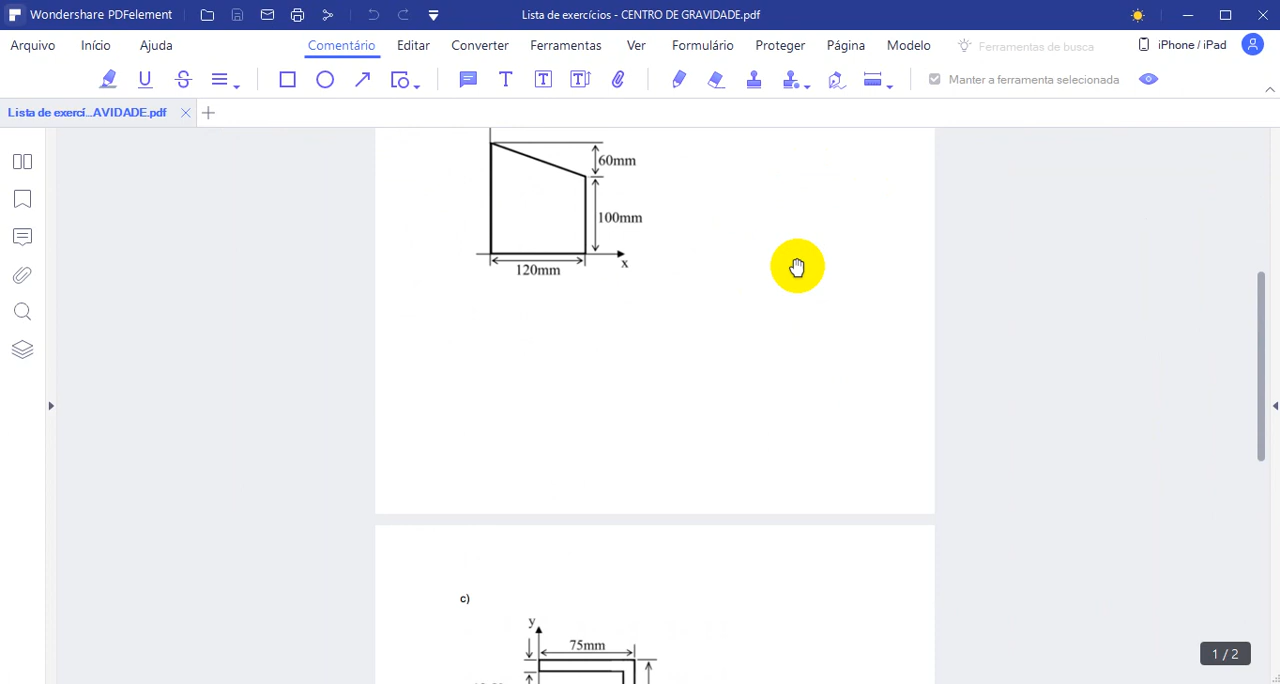 Wondershare PDFelement
Lista de exercícios - CENTRO DE GRAVIDADE.pdf
Arquivo Início Ajuda Comentário Editar Converter Ferramentas Ver Formulário Proteger Página Modelo Ferramentas de busca iPhone / iPad
Manter a ferramenta selecionada
Lista de exercí...AVIDADE.pdf
60mm
100mm
120mm
x
c)
y
75mm
1 / 2